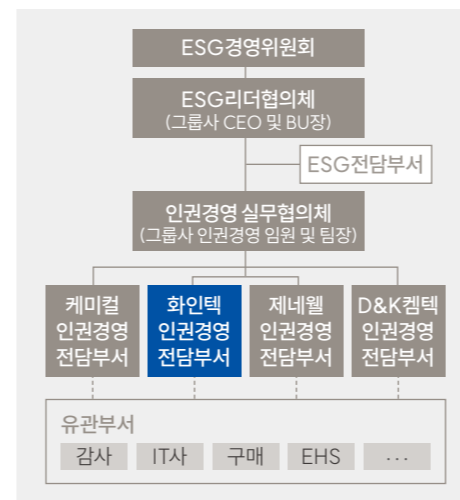 ESG경영위원회
ESG리더협의체
(그룹사 CEO 및 BU장)
ESG전담부서
인권경영 실무협의체
(그룹사 인권경영 임원 및 팀장)
케미컬
인권경영
전담부서
화인텍
인권경영
전담부서
제네웰
인권경영
전담부서
D&K켐텍
인권경영
전담부서
유관부서
감사
IT사
구매
EHS
...